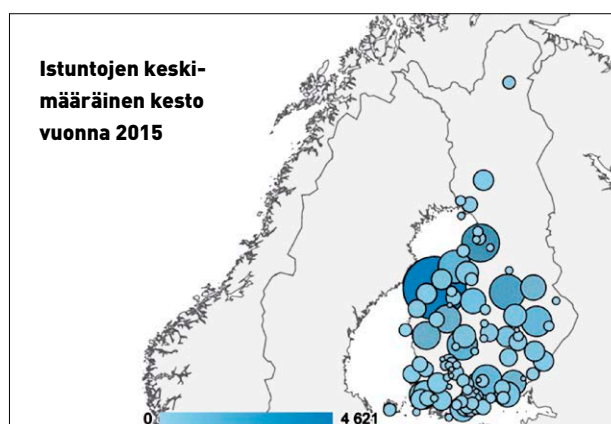 Istuntojen keski-
määräinen kesto
vuonna 2015
0 4 621